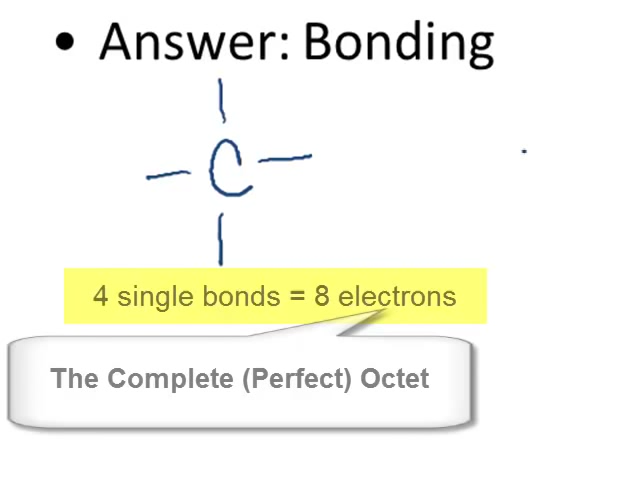 • Answer: Bonding
C
4 single bonds = 8 electrons
The Complete (Perfect) Octet